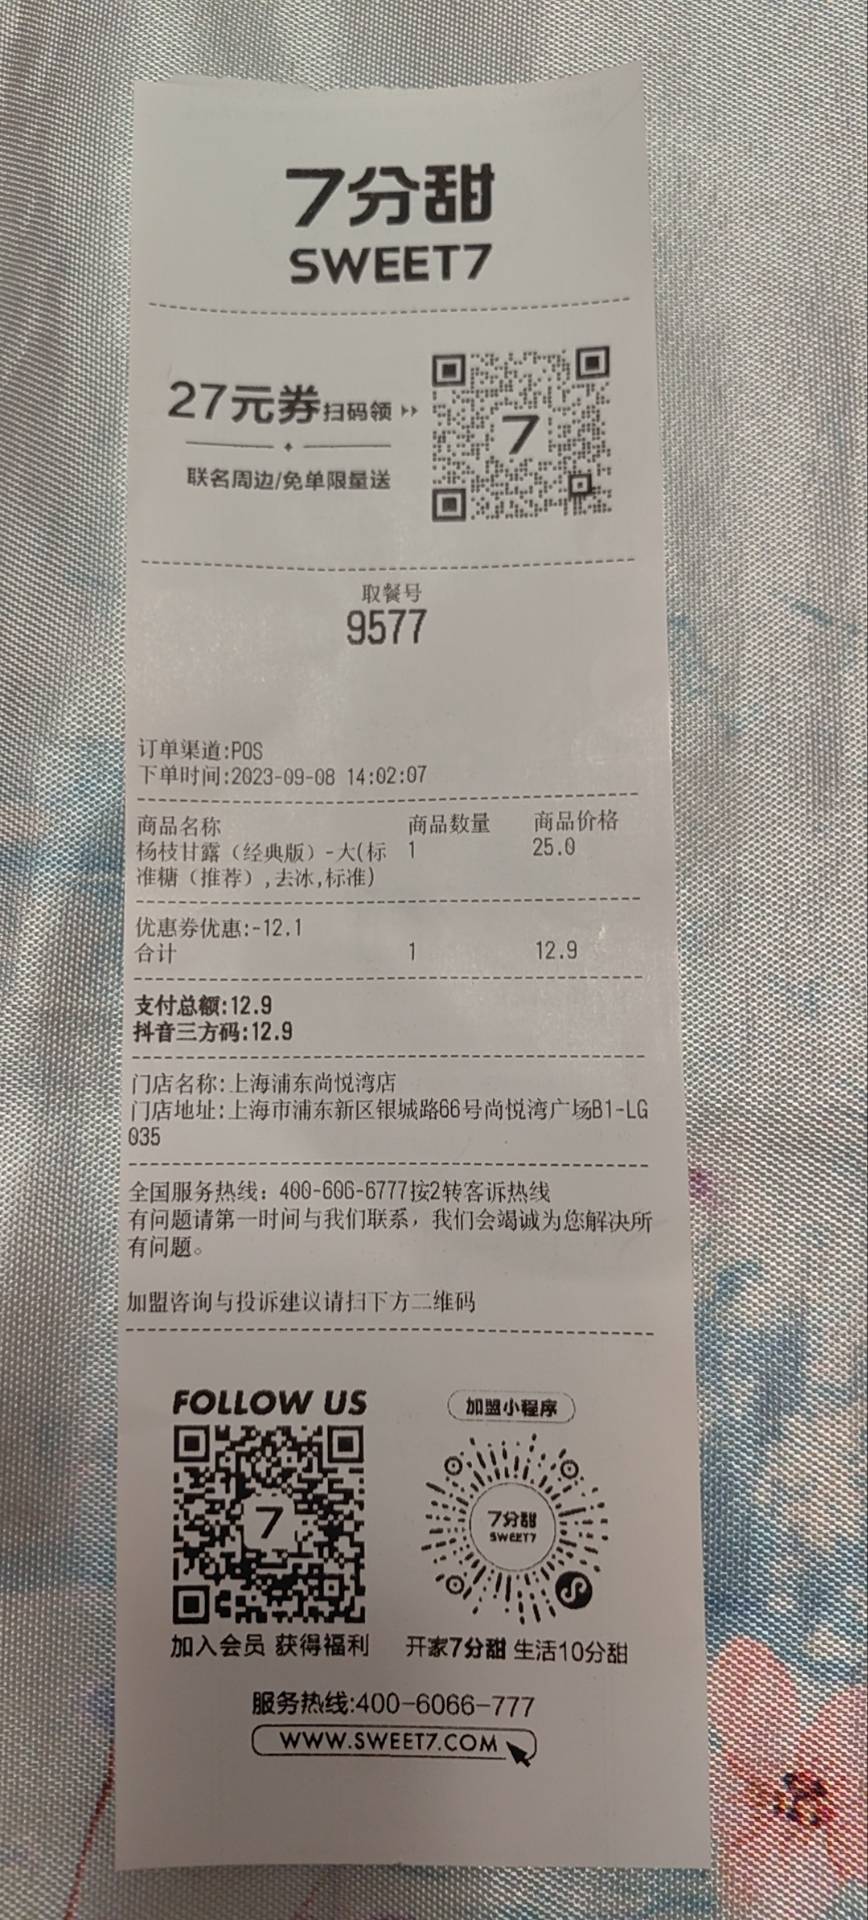 7分甜
SWEET7
27元券扫码领
联名周边/免单限量送
7
取餐号
9577
订单渠道:POS
下单时间:2023-09-08 14:02:07
商品名称 商品数量 商品价格
杨枝甘露（经典版）-大(标 1 25.0
准糖（推荐）,去冰,标准)
优惠券优惠:-12.1
合计 1 12.9
支付总额:12.9
抖音三方码:12.9
门店名称:上海浦东尚悦湾店
门店地址:上海市浦东新区银城路66号尚悦湾广场B1-LG
035
全国服务热线：400-606-6777按2转客诉热线
有问题请第一时间与我们联系，我们会竭诚为您解决所
有问题。
加盟咨询与投诉建议请扫下方二维码
FOLLOW US 加盟小程序
7
7分甜
SWEET7
加入会员 获得福利 开家7分甜 生活10分甜
服务热线:400-6066-777
WWW.SWEET7.COM